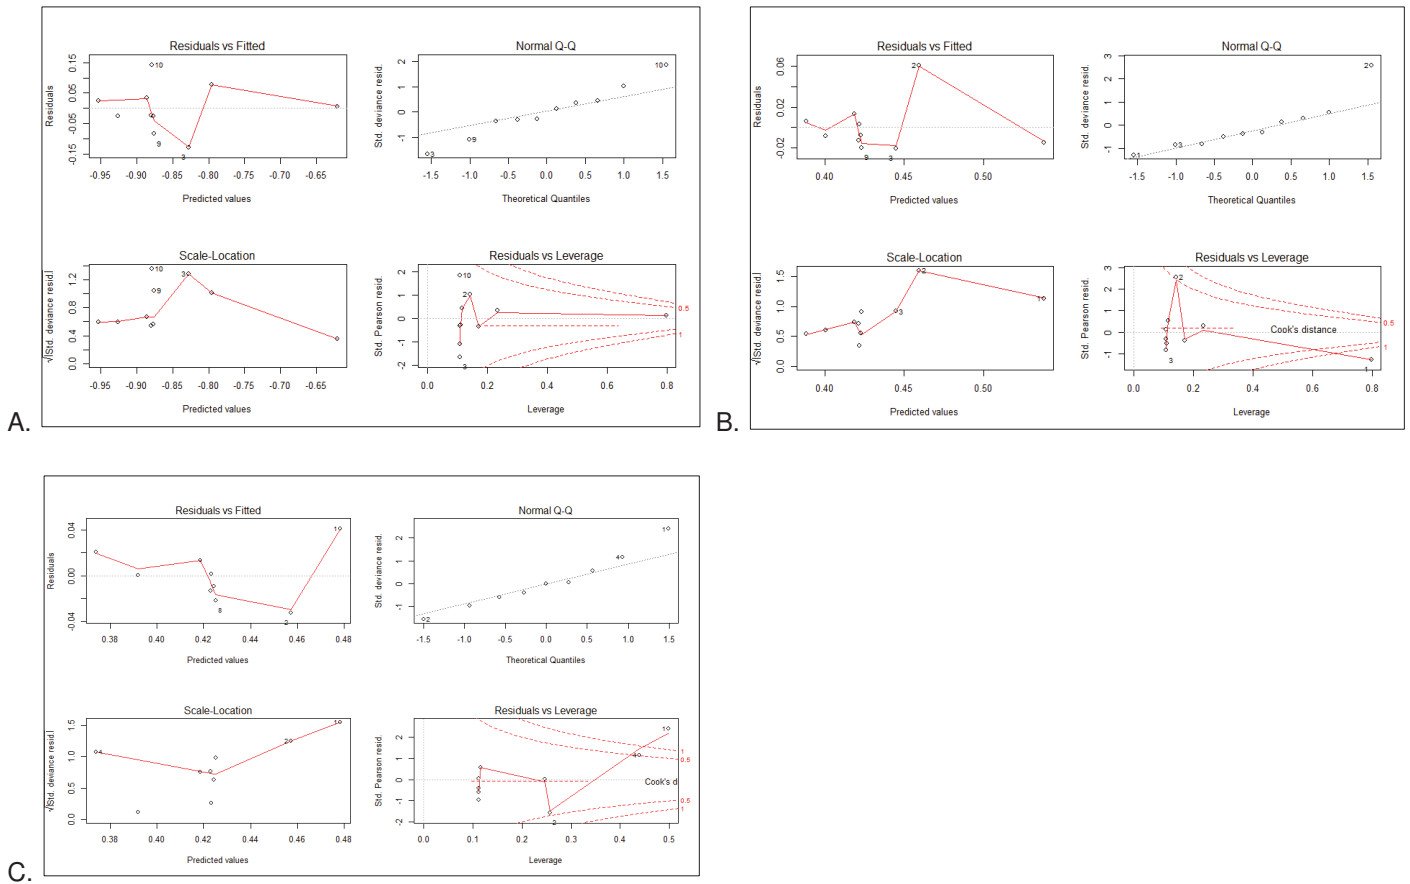 Residuals vs Fitted
Residuals
0.15
0.05
-0.05
-0.15
10
9
3
-0.95 -0.90 -0.85 -0.80 -0.75 -0.70 -0.65
Predicted values
Normal Q-Q
Std. deviance resid.
2
1
0
-1
10
9
3
-1.5 -1.0 -0.5 0.0 0.5 1.0 1.5
Theoretical Quantiles
Scale-Location
√|Std. deviance resid.|
1.2
0.8
0.4
0.0
10
3
9
-0.95 -0.90 -0.85 -0.80 -0.75 -0.70 -0.65
Predicted values
Residuals vs Leverage
Std. Pearson resid.
2
1
0
-1
-2
10
2
3
0.5
1
0.0 0.2 0.4 0.6 0.8
Leverage
A.
Residuals vs Fitted
Residuals
0.06
0.02
-0.02
2
9
3
0.40 0.45 0.50
Predicted values
Normal Q-Q
Std. deviance resid.
3
2
1
0
-1
2
3
1
-1.5 -1.0 -0.5 0.0 0.5 1.0 1.5
Theoretical Quantiles
Scale-Location
√|Std. deviance resid.|
1.5
1.0
0.5
0.0
2
1
3
0.40 0.45 0.50
Predicted values
Residuals vs Leverage
Std. Pearson resid.
3
2
1
0
-1
2
Cook's distance
3
1
0.5
1
0.0 0.2 0.4 0.6 0.8
Leverage
B.
Residuals vs Fitted
Residuals
0.04
0.00
-0.04
1
8
2
0.38 0.40 0.42 0.44 0.46 0.48
Predicted values
Normal Q-Q
Std. deviance resid.
2
1
0
-1
1
4
2
-1.5 -1.0 -0.5 0.0 0.5 1.0 1.5
Theoretical Quantiles
Scale-Location
√|Std. deviance resid.|
1.5
1.0
0.5
0.0
1
2
4
0.38 0.40 0.42 0.44 0.46 0.48
Predicted values
Residuals vs Leverage
Std. Pearson resid.
2
1
0
-1
-2
1
4
2
Cook's d
1
0.5
0.5
1
0.0 0.1 0.2 0.3 0.4 0.5
Leverage
C.